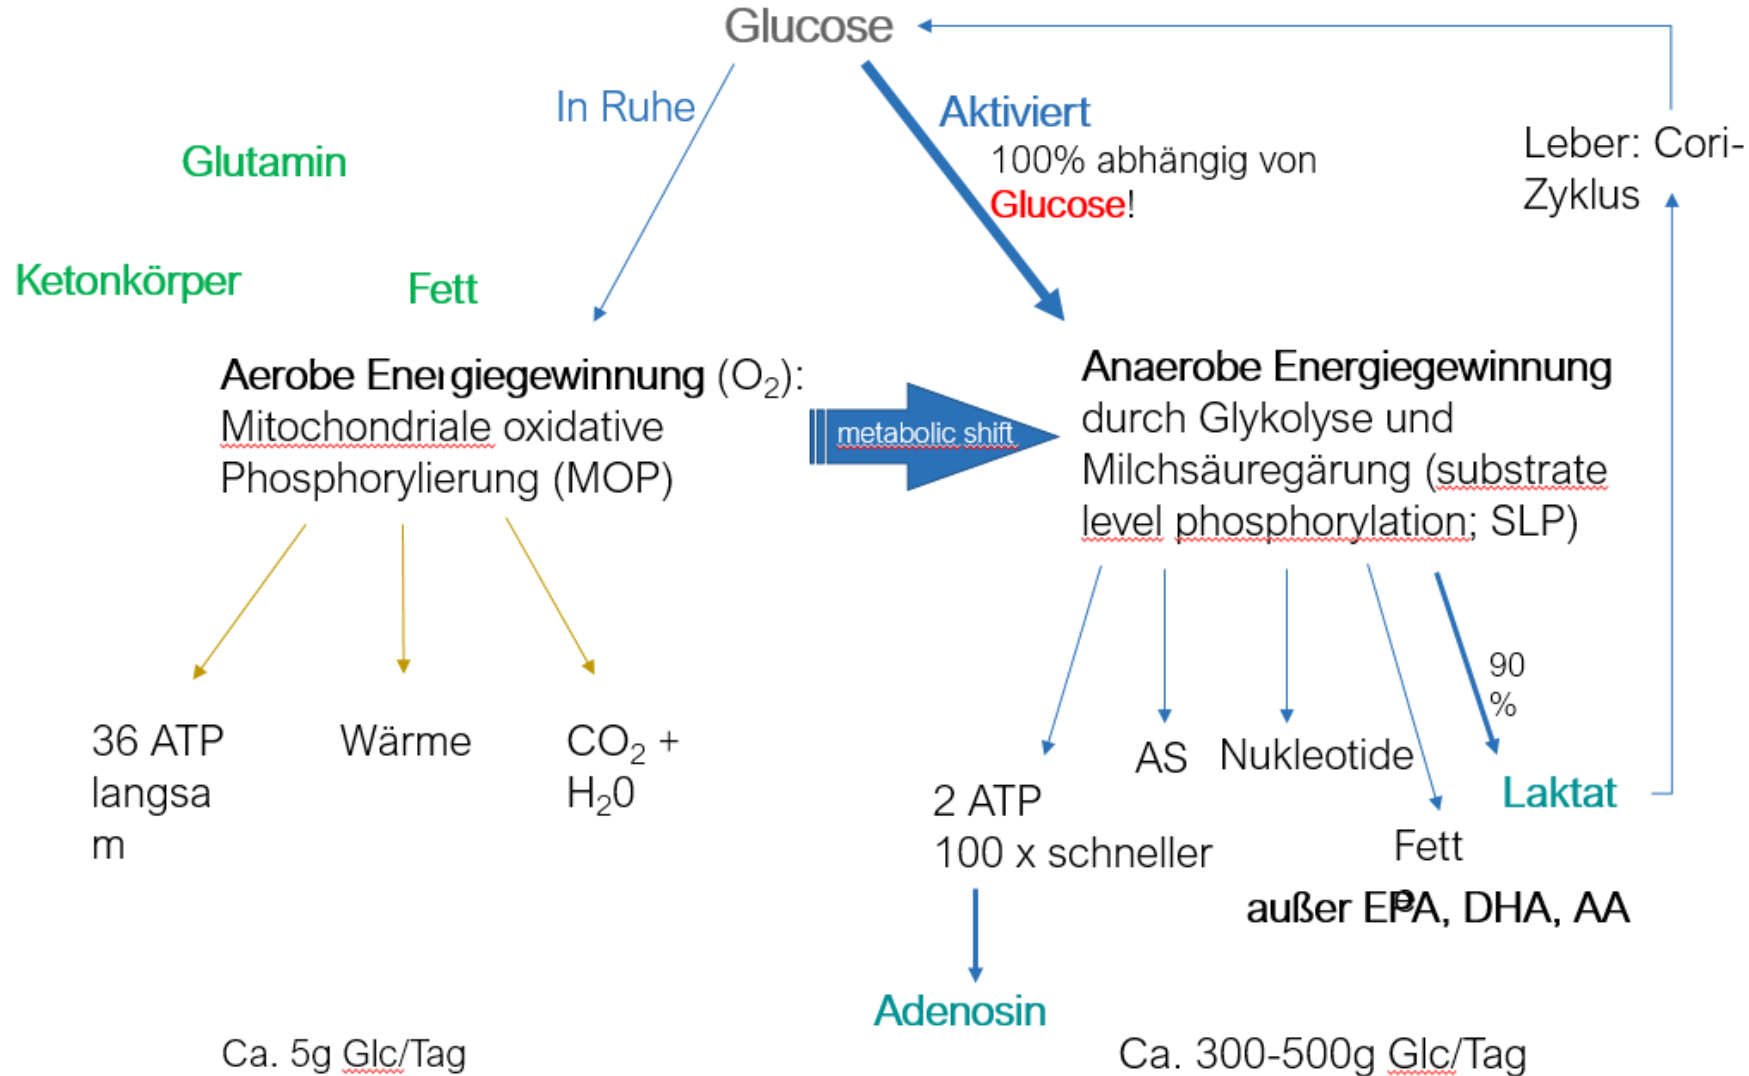 Glucose
In Ruhe
Aktiviert
100% abhängig von
Glucose!
Leber: Cori-
Zyklus
Glutamin
Ketonkörper
Fett
Aerobe Energiegewinnung (O₂):
Mitochondriale oxidative
Phosphorylierung (MOP)
metabolic shift
Anaerobe Energiegewinnung
durch Glykolyse und
Milchsäuregärung (substrate
level phosphorylation; SLP)
90
%
36 ATP
langsa
m
Wärme
CO₂ +
H₂0
2 ATP
100 x schneller
AS
Nukleotide
Laktat
Fett
e
außer EPA, DHA, AA
Adenosin
Ca. 5g Glc/Tag
Ca. 300-500g Glc/Tag